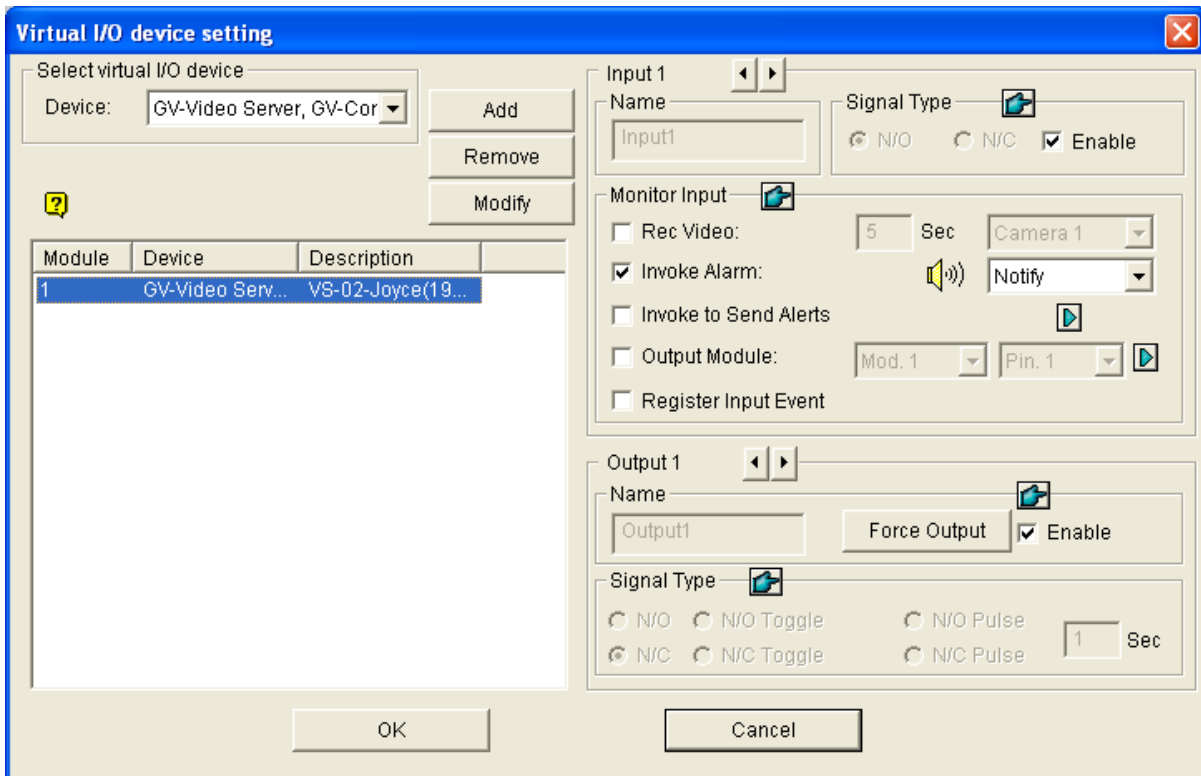 Virtual I/O device setting
Select virtual I/O device
Device: GV-Video Server, GV-Cor
Add
Remove
Modify
?
Module Device Description
1 GV-Video Serv... VS-02-Joyce(19...
Input 1
Name
Input1
Signal Type
N/O N/C Enable
Monitor Input
Rec Video: 5 Sec Camera 1
Invoke Alarm: Notify
Invoke to Send Alerts
Output Module: Mod. 1 Pin. 1
Register Input Event
Output 1
Name
Output1 Force Output Enable
Signal Type
N/O N/O Toggle N/O Pulse
N/C N/C Toggle N/C Pulse
1 Sec
OK Cancel